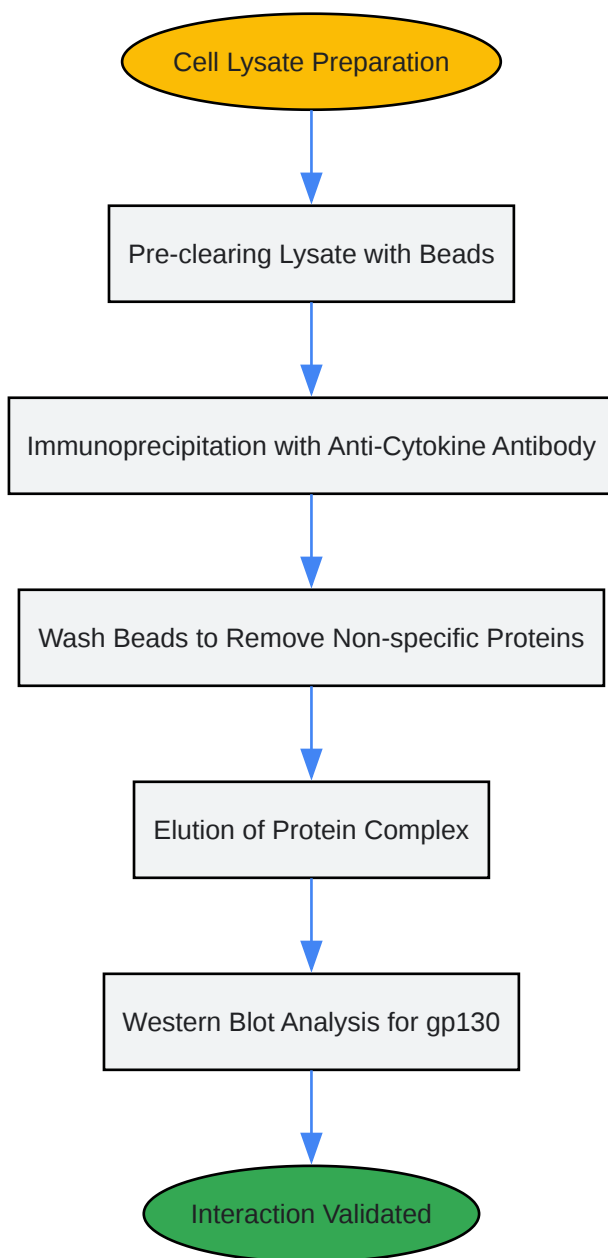 Cell Lysate Preparation
Pre-clearing Lysate with Beads
Immunoprecipitation with Anti-Cytokine Antibody
Wash Beads to Remove Non-specific Proteins
Elution of Protein Complex
Western Blot Analysis for gp130
Interaction Validated